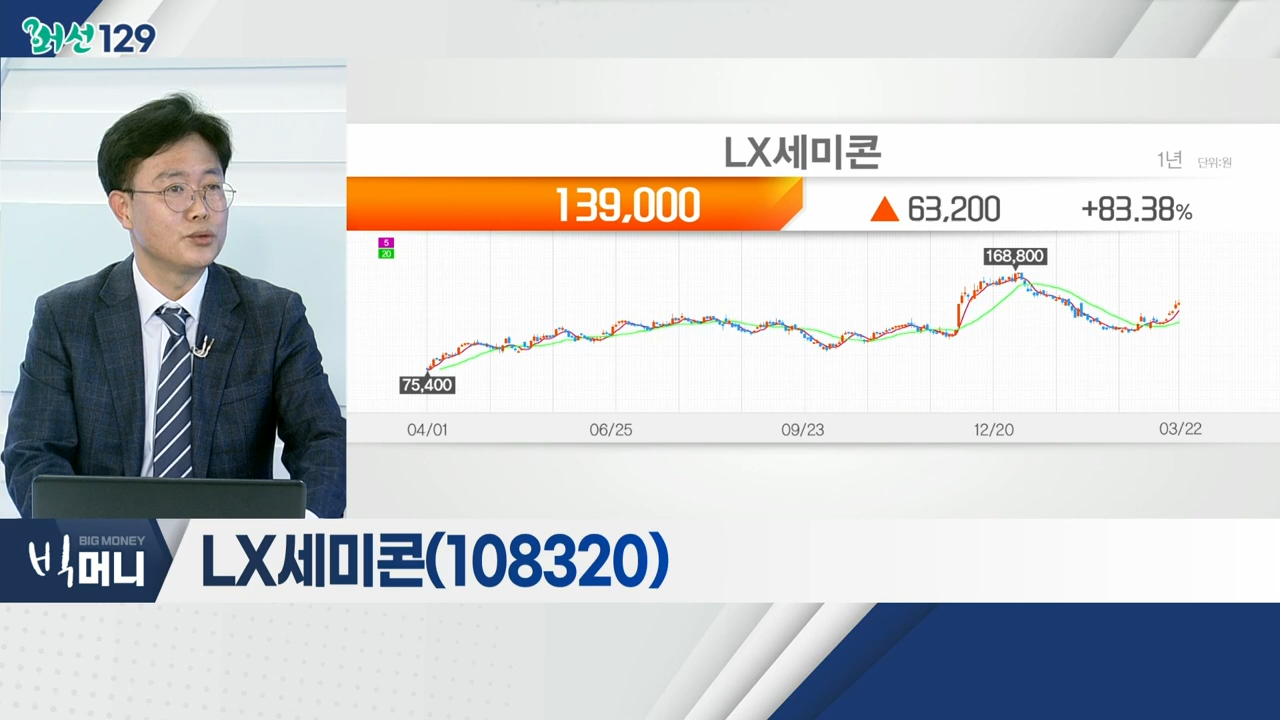 머선129
LX세미콘
1년 단위:원
139,000
▲ 63,200
+83.38%
5
20
168,800
75,400
04/01 06/25 09/23 12/20 03/22
BIG MONEY
빅머니
LX세미콘(108320)